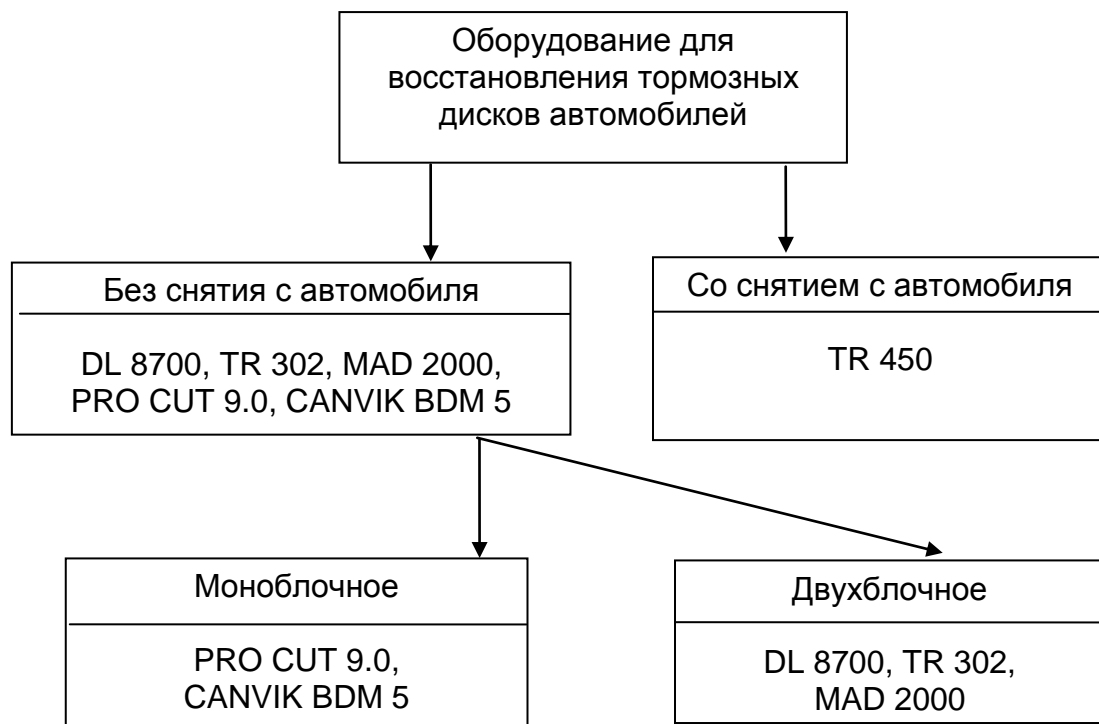 Оборудование для
восстановления тормозных
дисков автомобилей
Без снятия с автомобиля
DL 8700, TR 302, MAD 2000,
PRO CUT 9.0, CANVIK BDM 5
Со снятием с автомобиля
TR 450
Моноблочное
PRO CUT 9.0,
CANVIK BDM 5
Двухблочное
DL 8700, TR 302,
MAD 2000